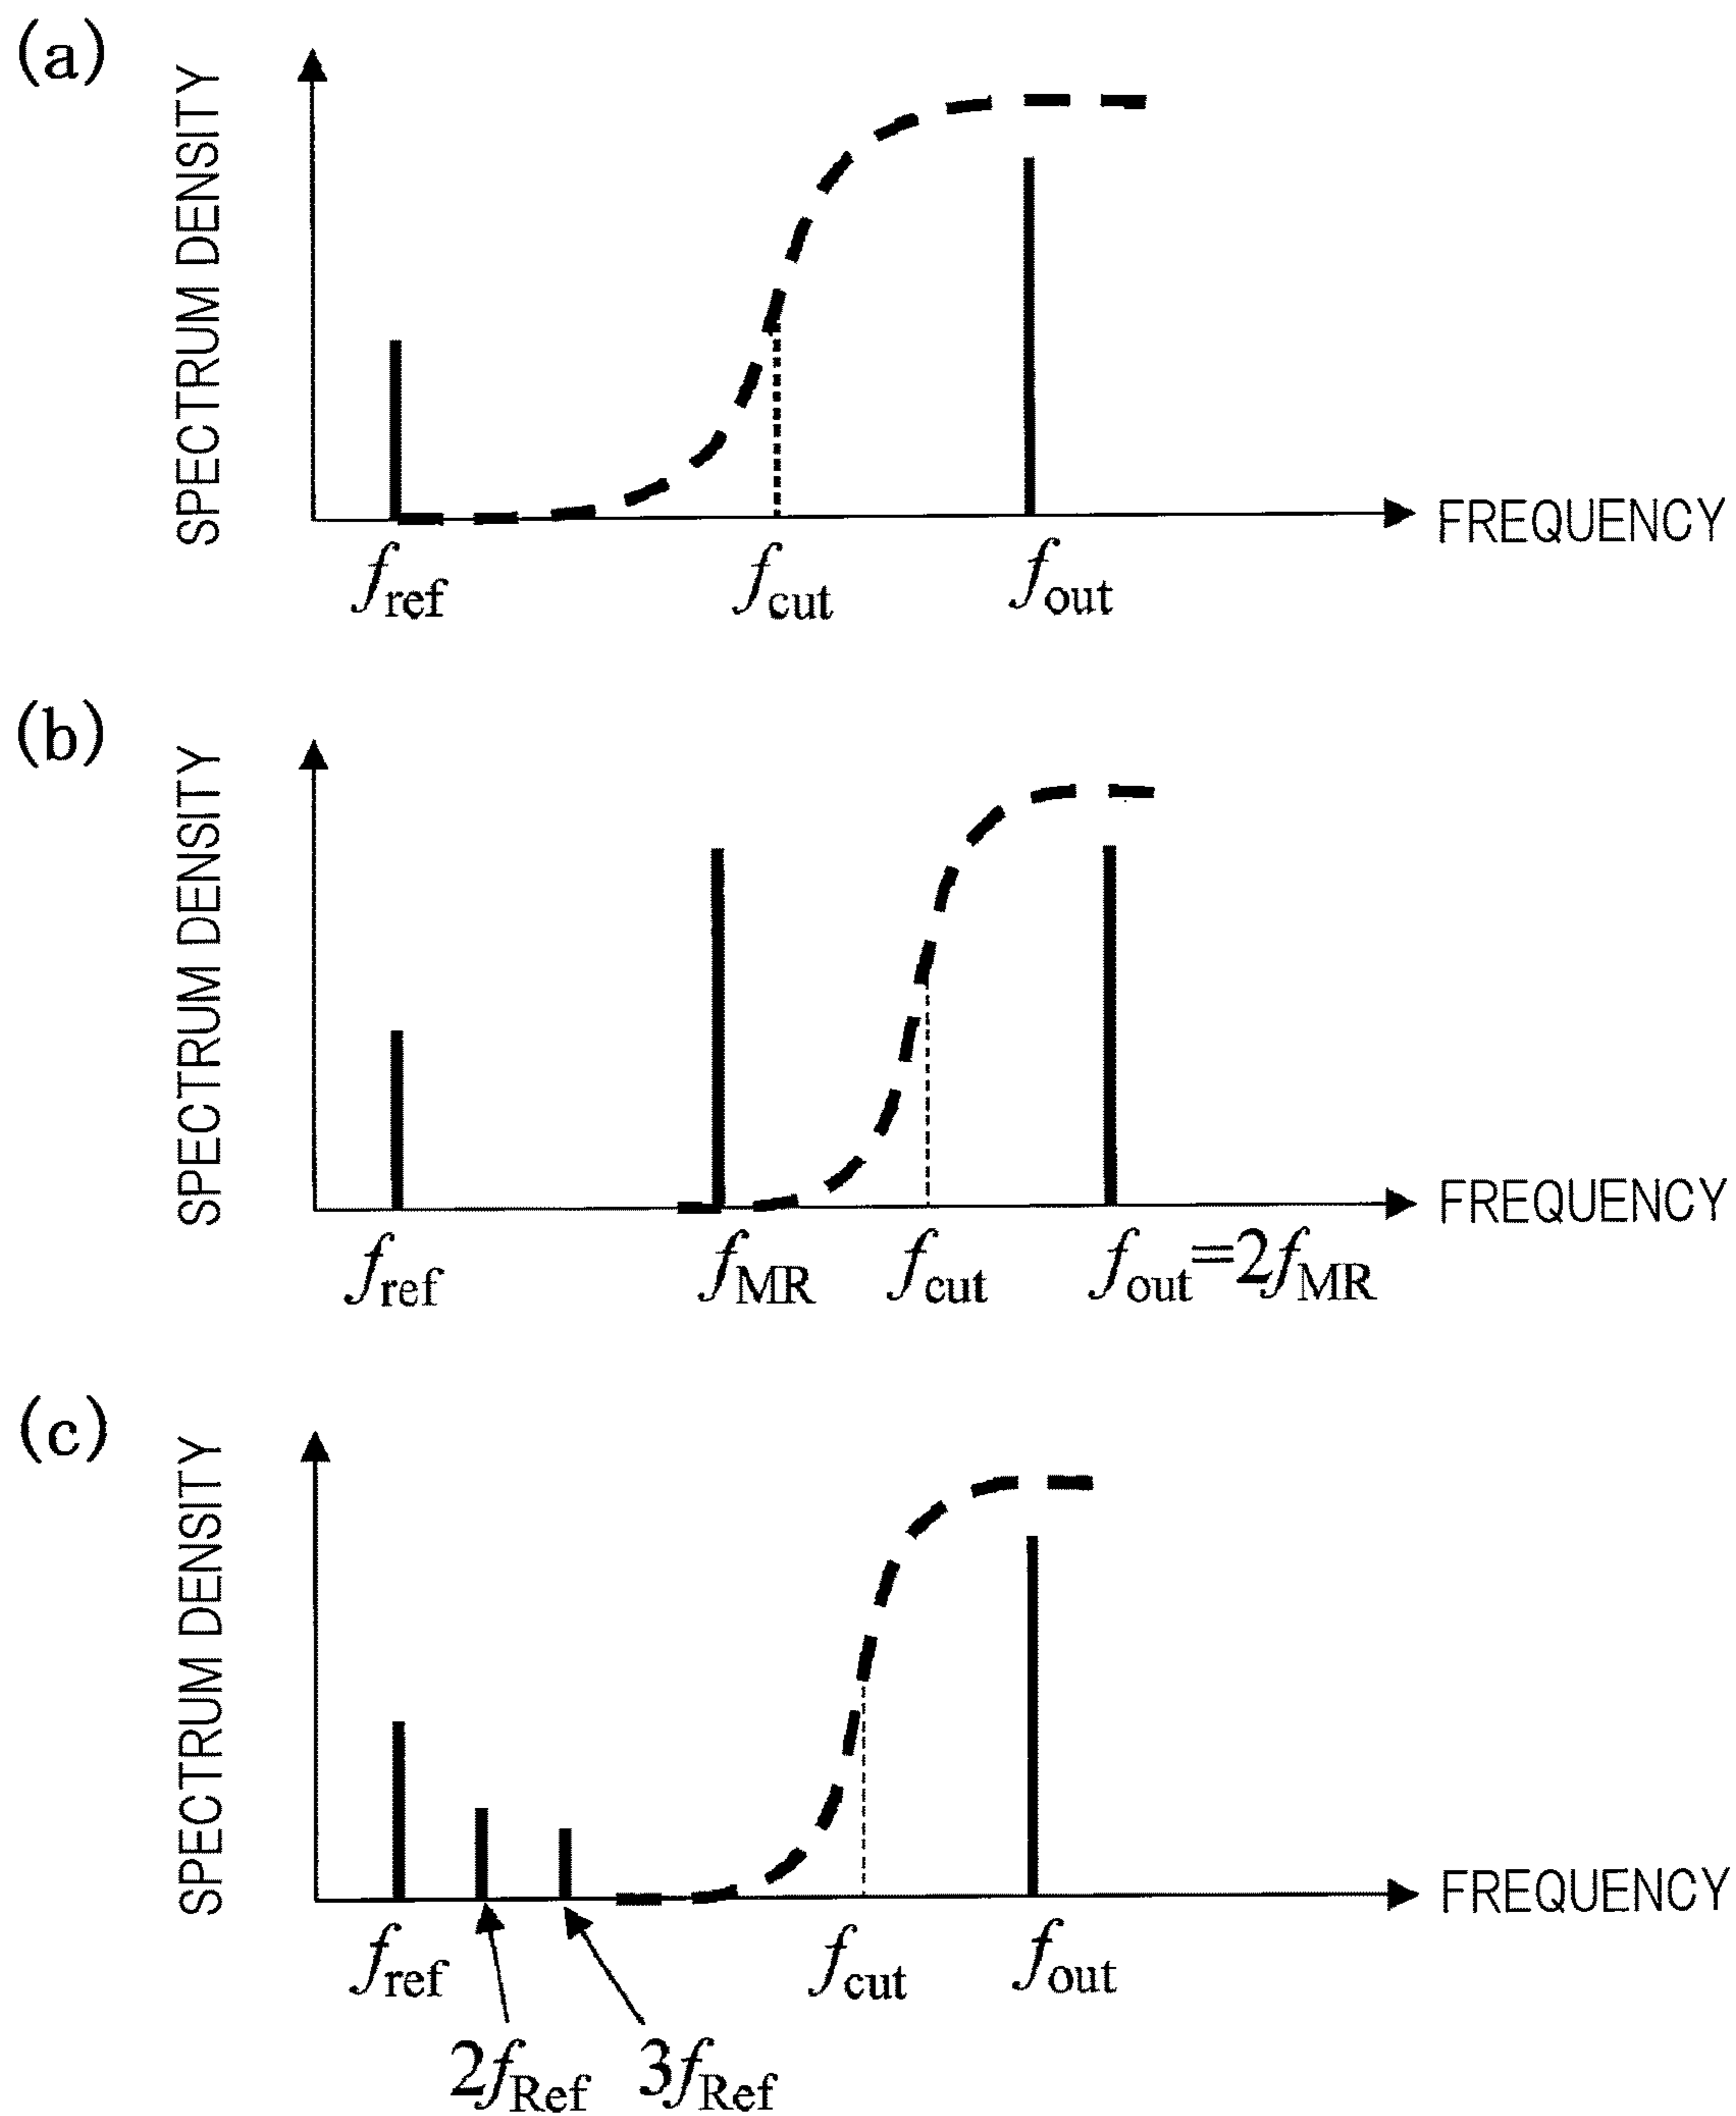 (a)
SPECTRUM DENSITY
FREQUENCY
fref
fcut
fout
(b)
SPECTRUM DENSITY
FREQUENCY
fref
fMR
fcut
fout=2fMR
(c)
SPECTRUM DENSITY
FREQUENCY
fref
fcut
fout
2fRef
3fRef